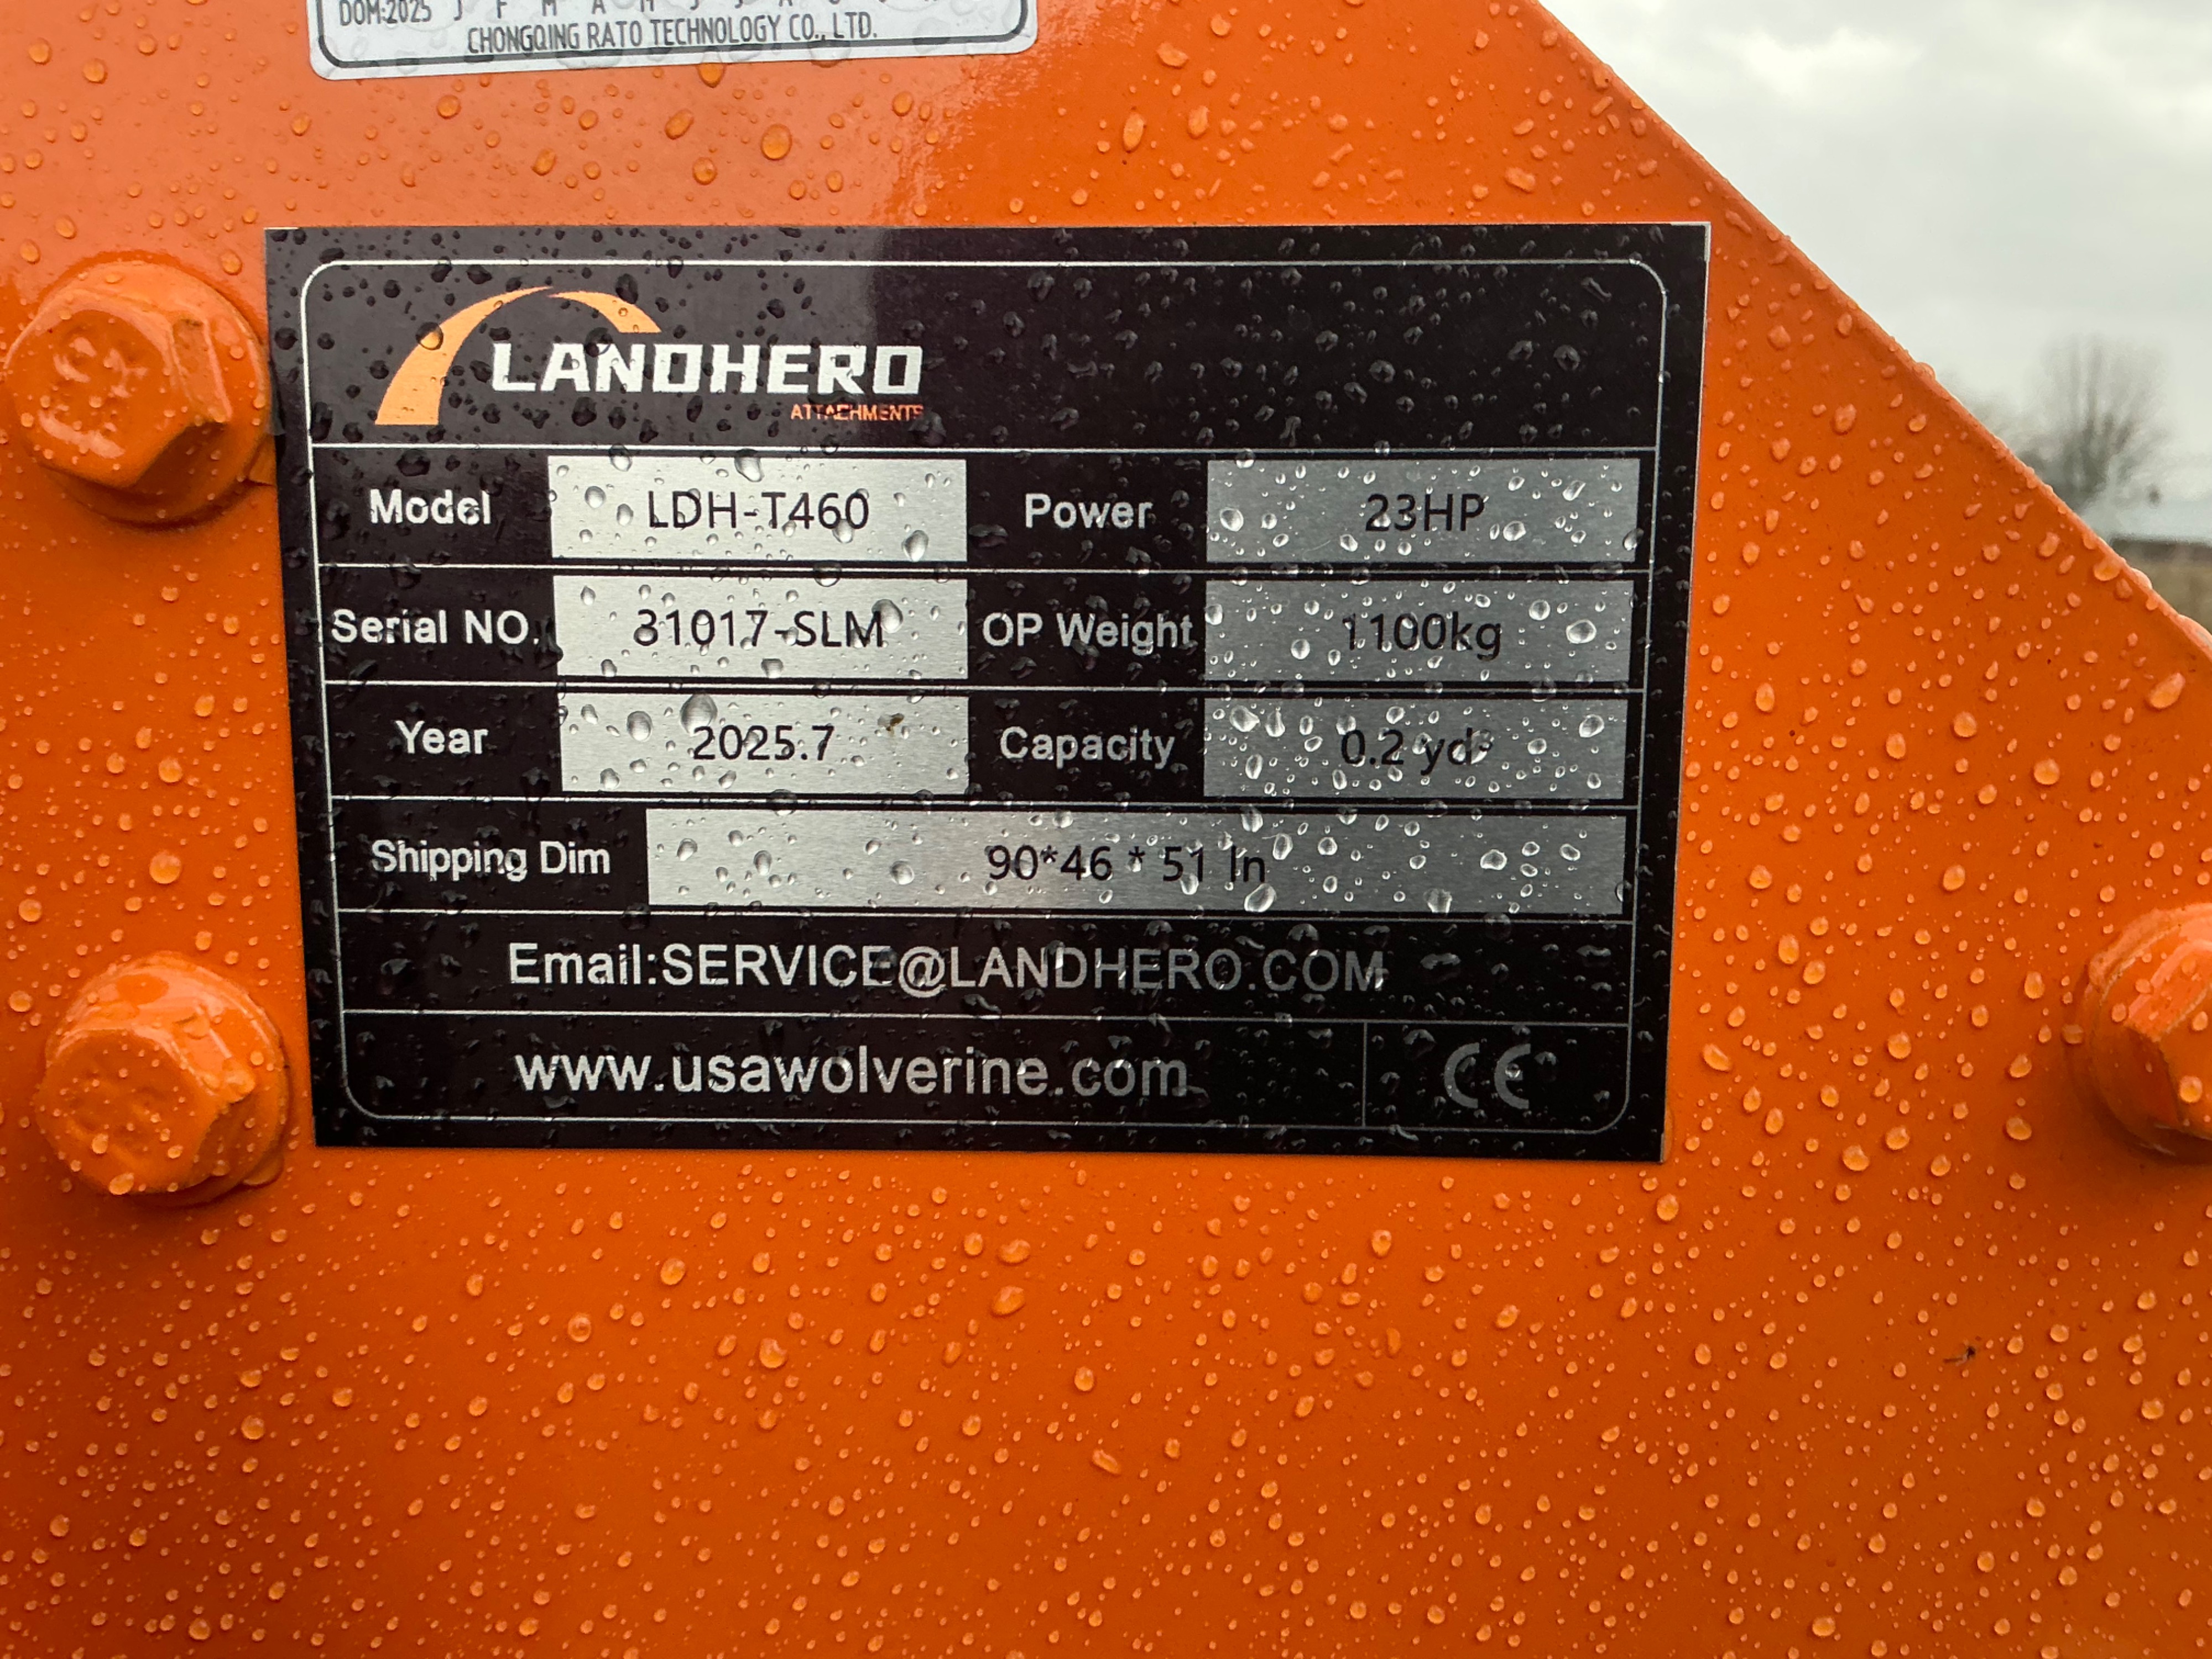 DOM:2025 J F M A M J J A
CHONGQING RATO TECHNOLOGY CO., LTD.
LANDHERO
ATTACHMENTS
Model LDH-T460 Power 23HP
Serial NO. 31017-SLM OP Weight 1100kg
Year 2025.7 Capacity 0.2 yd³
Shipping Dim 90*46 * 51 In
Email:SERVICE@LANDHERO.COM
www.usawolverine.com CE